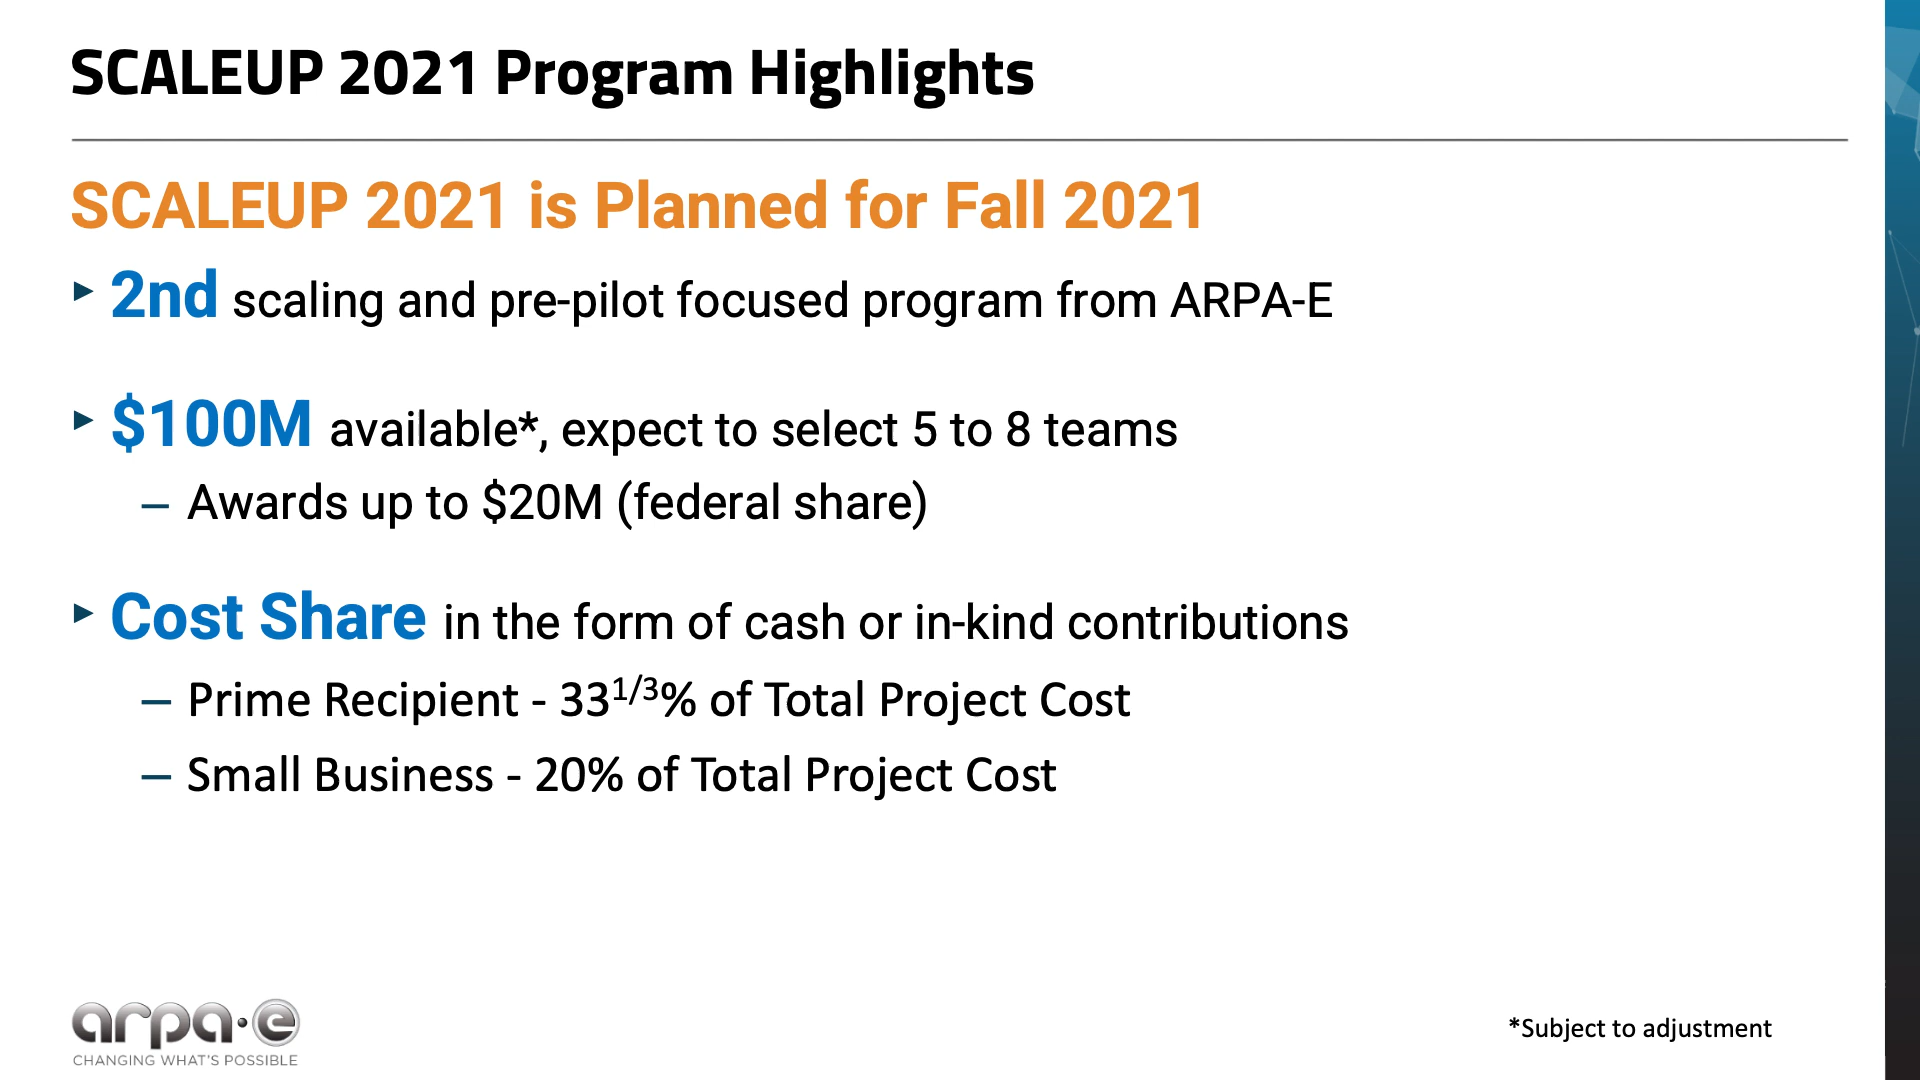 SCALEUP 2021 Program Highlights
SCALEUP 2021 is Planned for Fall 2021
▸ 2nd scaling and pre-pilot focused program from ARPA-E
▸ $100M available*, expect to select 5 to 8 teams
– Awards up to $20M (federal share)
▸ Cost Share in the form of cash or in-kind contributions
– Prime Recipient - 33¹/³% of Total Project Cost
– Small Business - 20% of Total Project Cost
arpa·e
CHANGING WHAT'S POSSIBLE
*Subject to adjustment